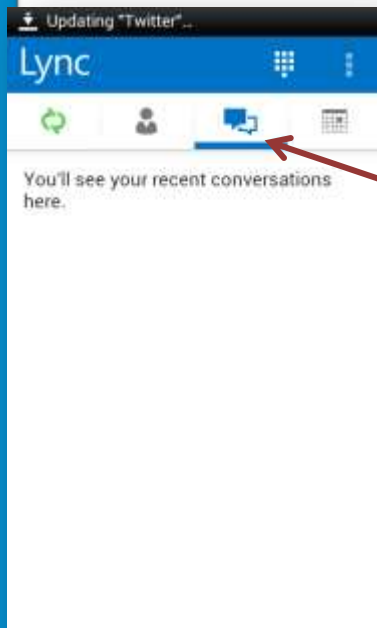 Updating "Twitter"...
Lync
You'll see your recent conversations
here.